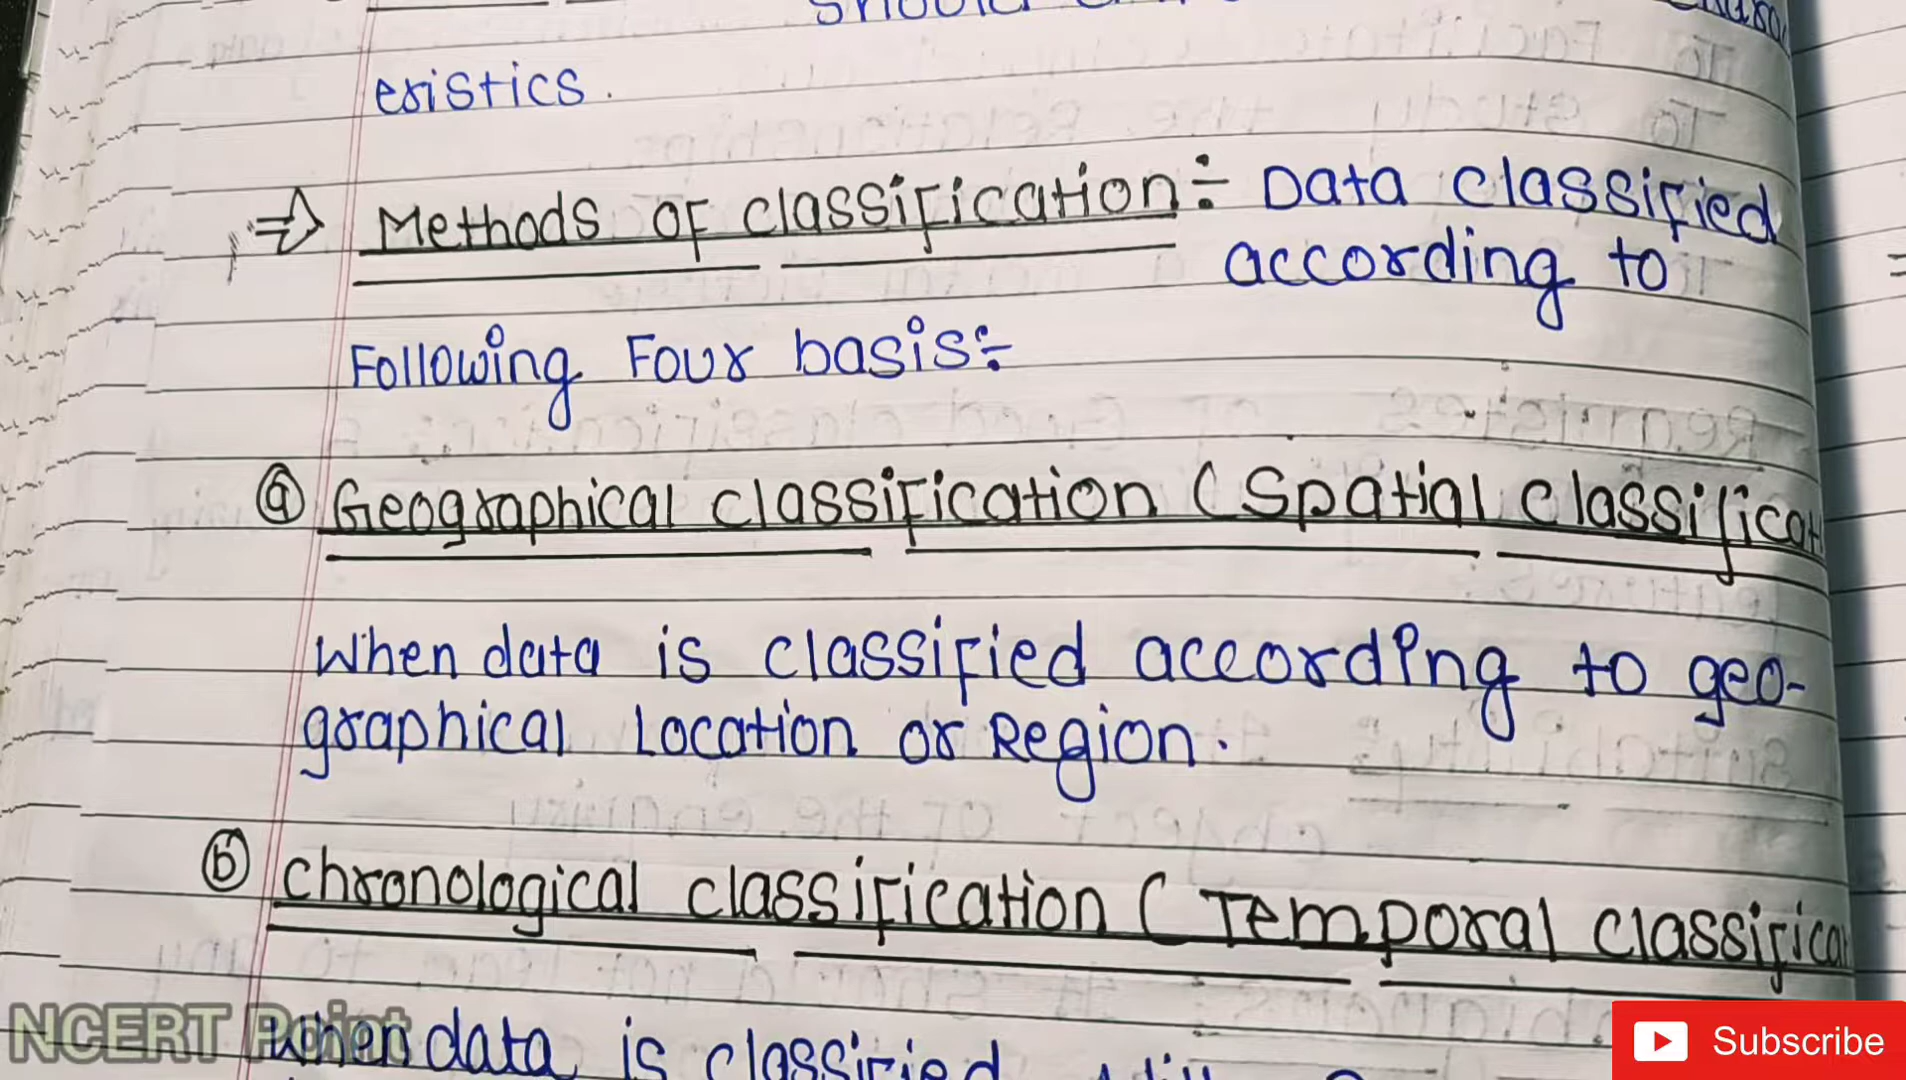 eristics.
⇒ Methods of classification÷ Data classified
according to
Following Four basis÷
ⓐ Geographical classification (Spatial classificat
When data is classified according to geo-
graphical Location or Region.
ⓑ chronological classification (Temporal classifica
When data is classified
NCERT Point
Subscribe